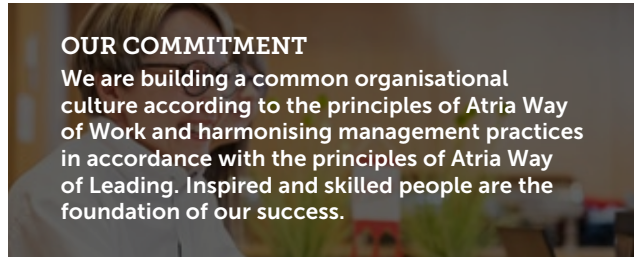 OUR COMMITMENT
We are building a common organisational
culture according to the principles of Atria Way
of Work and harmonising management practices
in accordance with the principles of Atria Way
of Leading. Inspired and skilled people are the
foundation of our success.